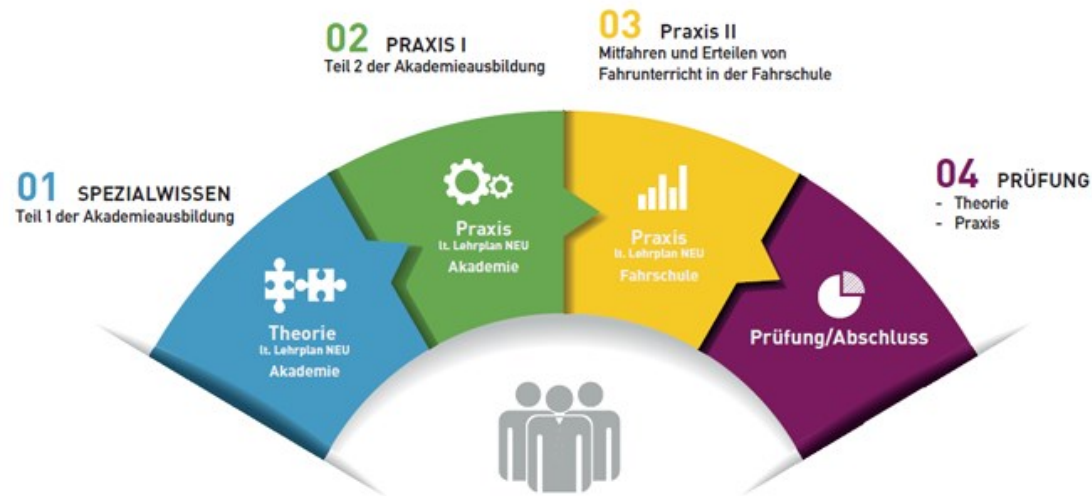 01 SPEZIALWISSEN
Teil 1 der Akademieausbildung
02 PRAXIS I
Teil 2 der Akademieausbildung
03 Praxis II
Mitfahren und Erteilen von
Fahrunterricht in der Fahrschule
04 PRÜFUNG
- Theorie
- Praxis
Theorie
lt. Lehrplan NEU
Akademie
Praxis
lt. Lehrplan NEU
Akademie
Praxis
lt. Lehrplan NEU
Fahrschule
Prüfung/Abschluss